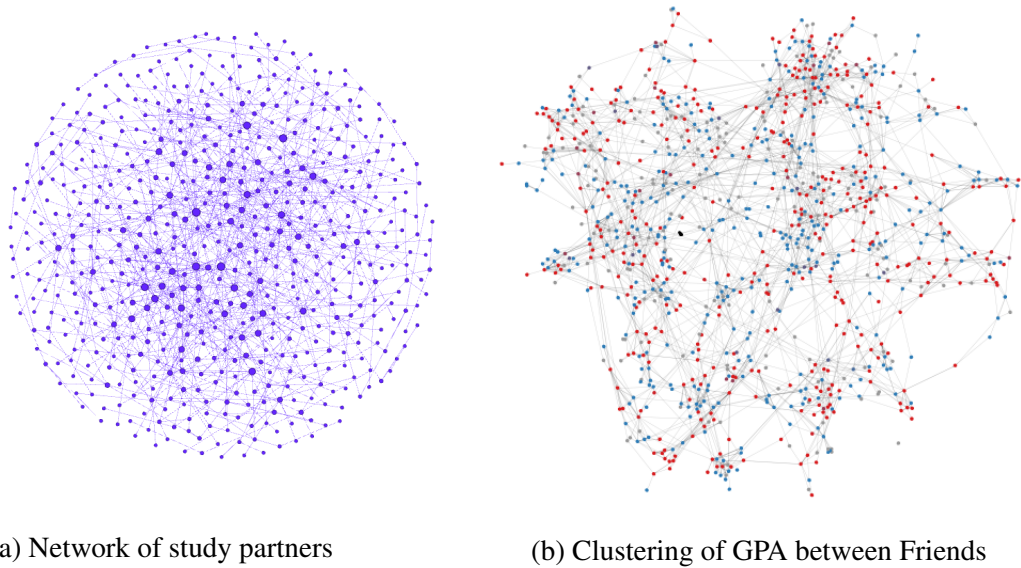 a) Network of study partners
(b) Clustering of GPA between Friends